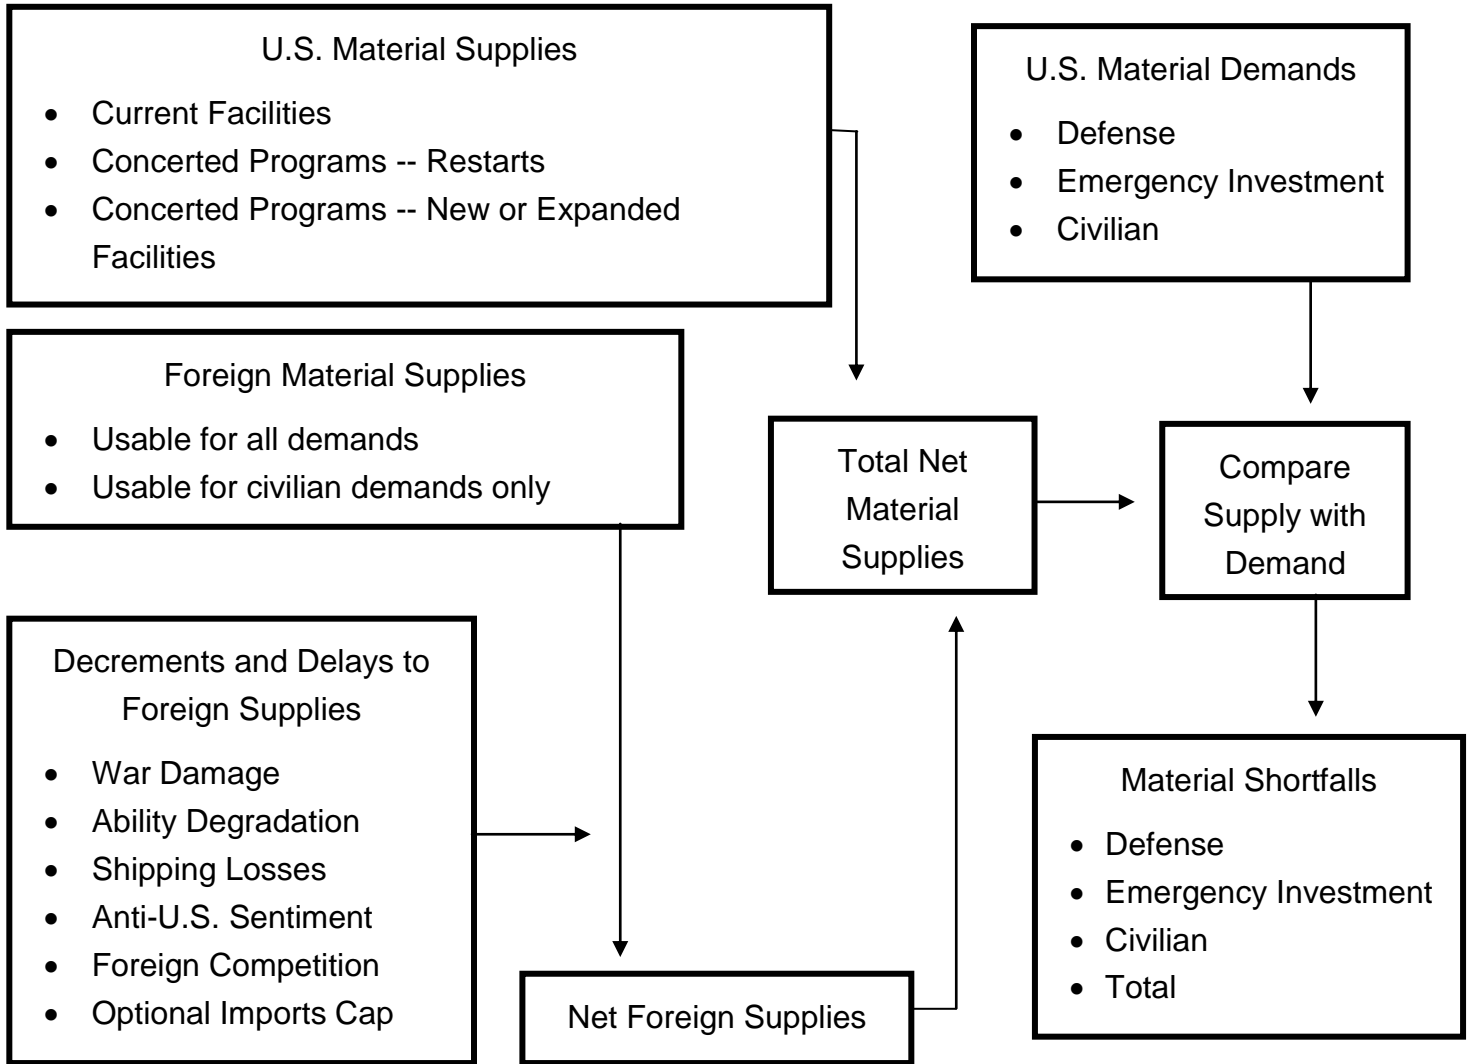 U.S. Material Supplies
• Current Facilities
• Concerted Programs -- Restarts
• Concerted Programs -- New or Expanded
Facilities
U.S. Material Demands
• Defense
• Emergency Investment
• Civilian
Foreign Material Supplies
• Usable for all demands
• Usable for civilian demands only
Total Net
Material
Supplies
Compare
Supply with
Demand
Decrements and Delays to
Foreign Supplies
• War Damage
• Ability Degradation
• Shipping Losses
• Anti-U.S. Sentiment
• Foreign Competition
• Optional Imports Cap
Net Foreign Supplies
Material Shortfalls
• Defense
• Emergency Investment
• Civilian
• Total